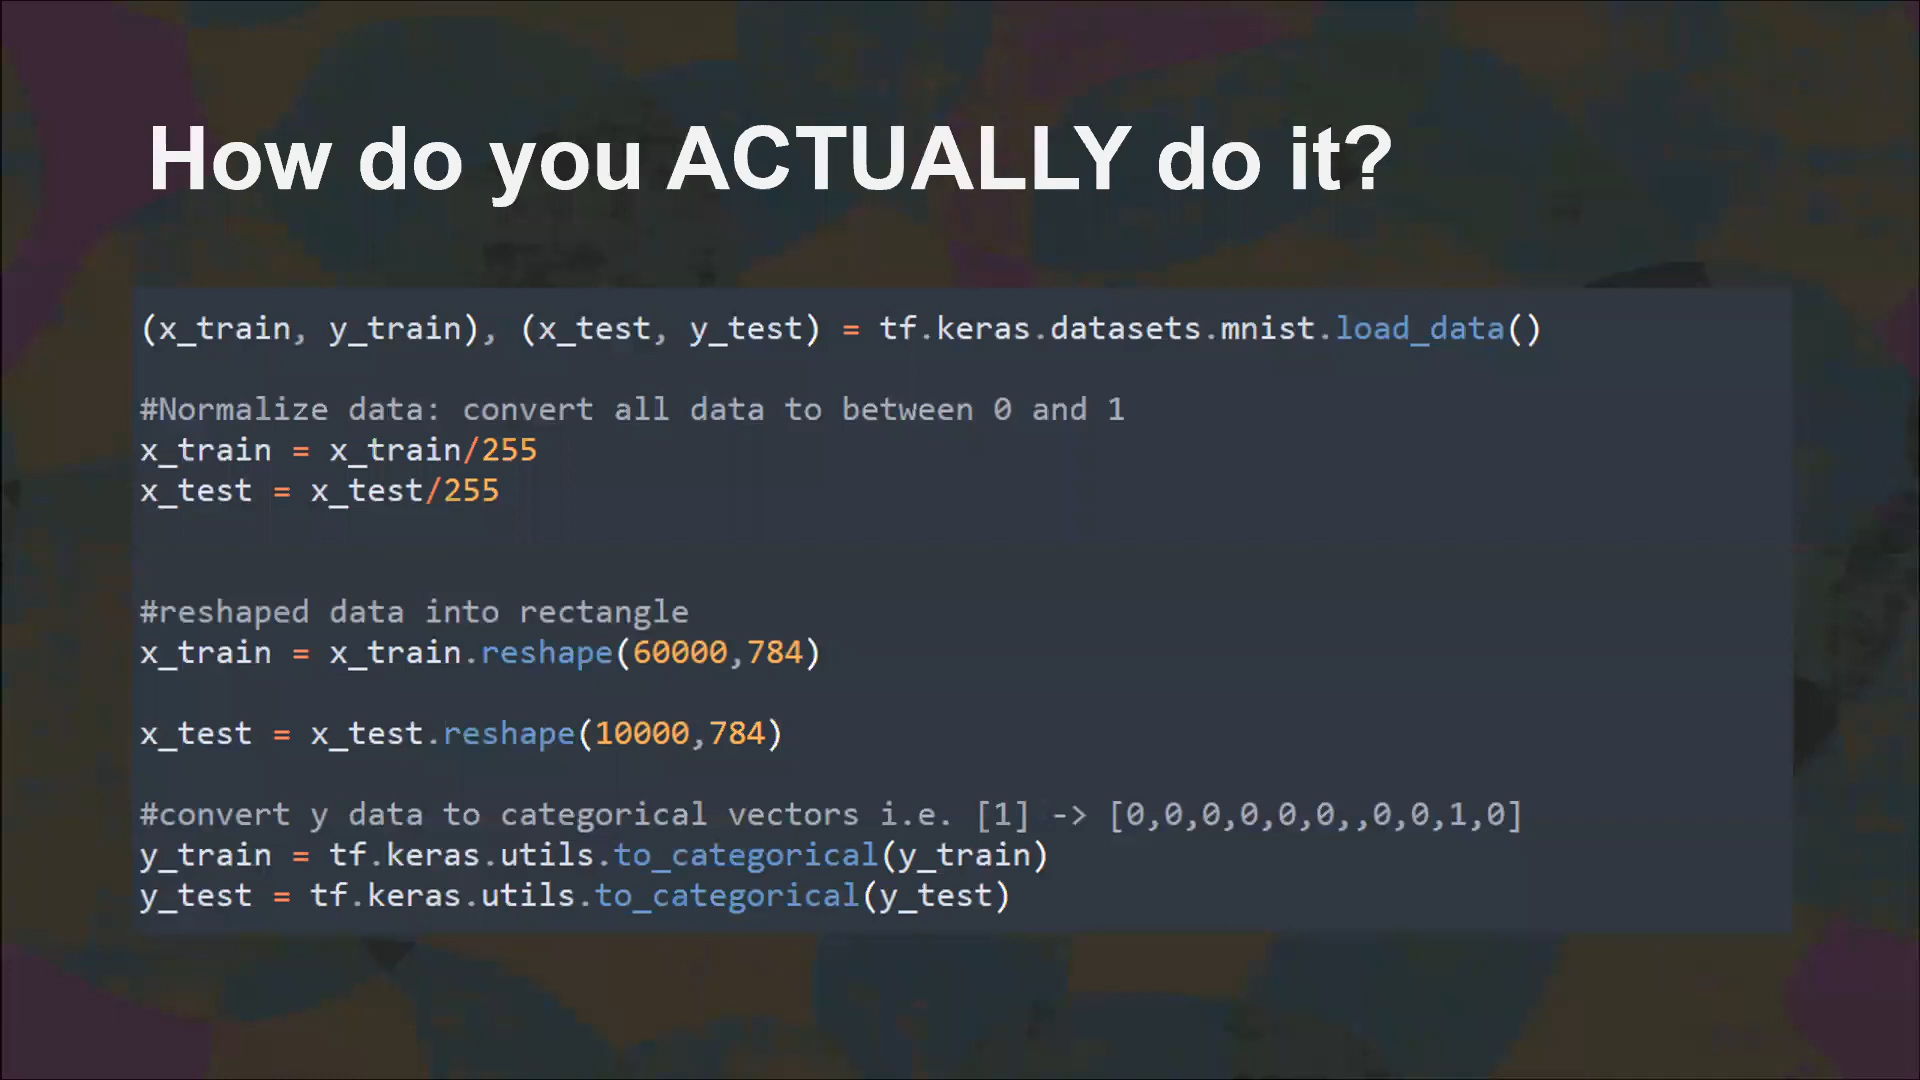 How do you ACTUALLY do it?
(x_train, y_train), (x_test, y_test) = tf.keras.datasets.mnist.load_data()
#Normalize data: convert all data to between 0 and 1
x_train = x_train/255
x_test = x_test/255
#reshaped data into rectangle
x_train = x_train.reshape(60000,784)
x_test = x_test.reshape(10000,784)
#convert y data to categorical vectors i.e. [1] -> [0,0,0,0,0,0,,0,0,1,0]
y_train = tf.keras.utils.to_categorical(y_train)
y_test = tf.keras.utils.to_categorical(y_test)